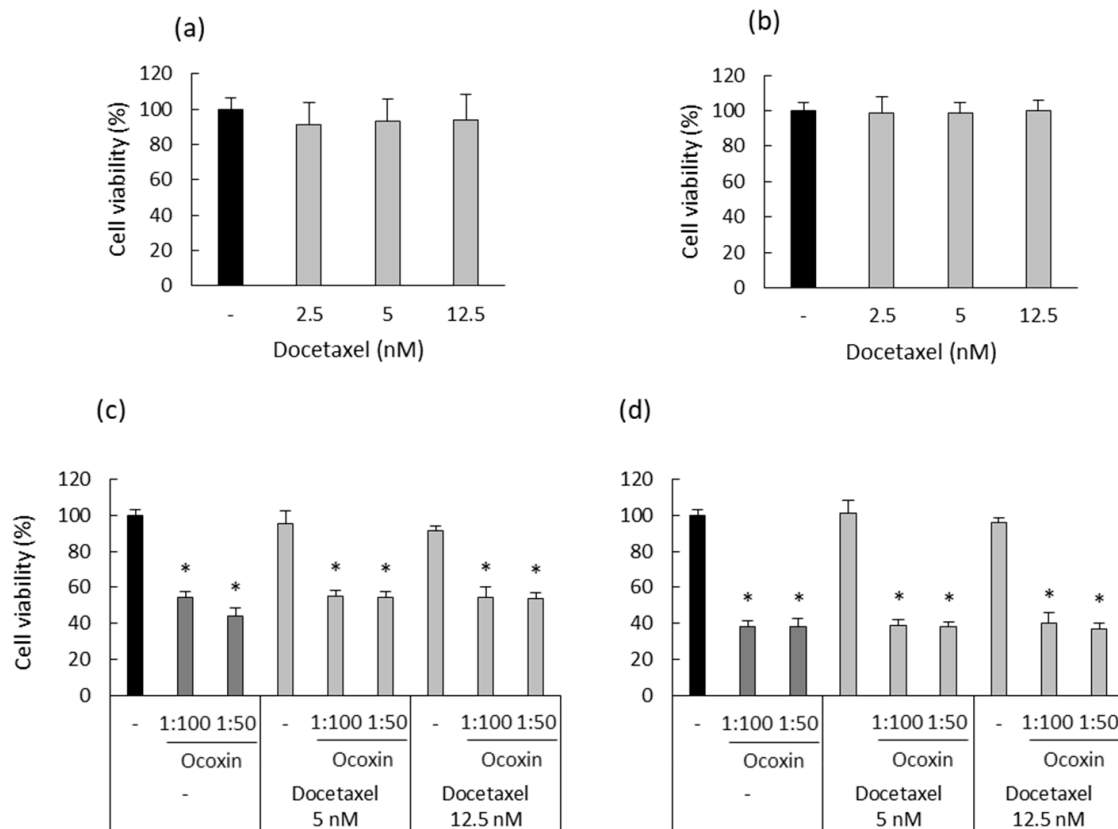 (a)
120
100
80
60
40
20
0
Cell viability (%)
- 2.5 5 12.5
Docetaxel (nM)
(b)
120
100
80
60
40
20
0
Cell viability (%)
- 2.5 5 12.5
Docetaxel (nM)
(c)
120
100
80
60
40
20
0
Cell viability (%)
* * * * * *
- 1:100 1:50 - 1:100 1:50 - 1:100 1:50
Ocoxin Ocoxin Ocoxin
- Docetaxel Docetaxel
5 nM 12.5 nM
(d)
120
100
80
60
40
20
0
* * * * * *
- 1:100 1:50 1:100 1:50 - 1:100 1:50
Ocoxin Ocoxin Ocoxin
- Docetaxel Docetaxel
5 nM 12.5 nM